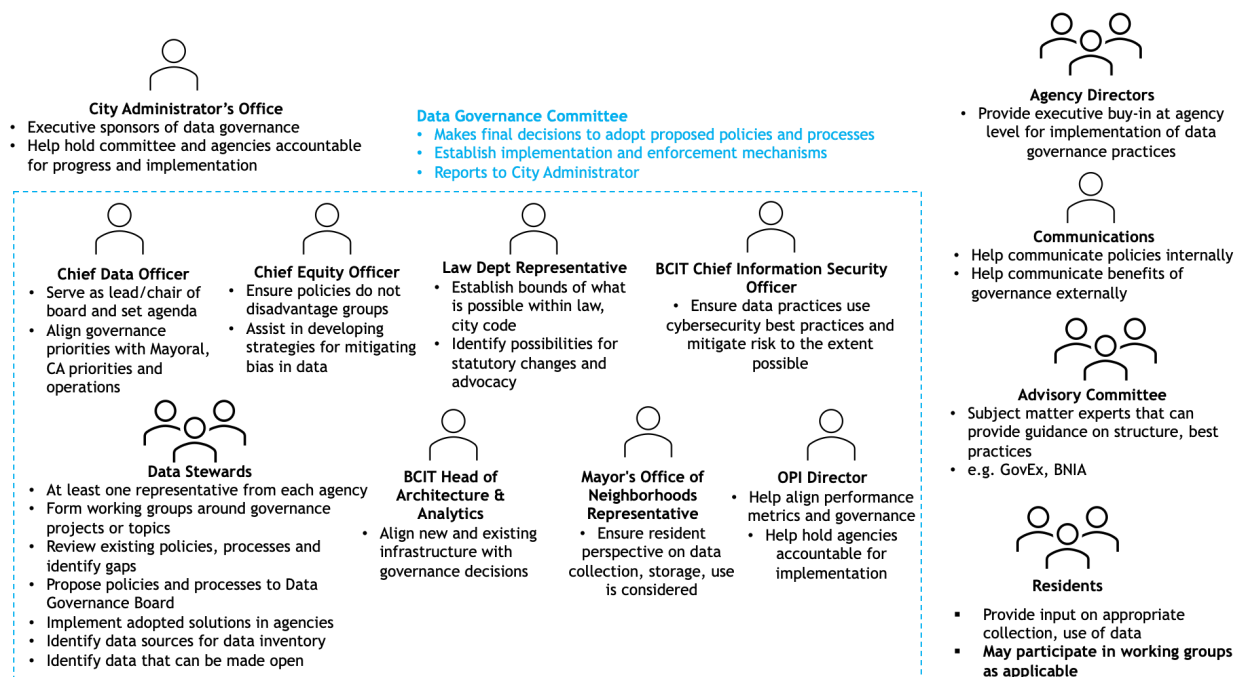 City Administrator's Office
• Executive sponsors of data governance
• Help hold committee and agencies accountable
for progress and implementation
Data Governance Committee
• Makes final decisions to adopt proposed policies and processes
• Establish implementation and enforcement mechanisms
• Reports to City Administrator
Agency Directors
• Provide executive buy-in at agency
level for implementation of data
governance practices
Communications
• Help communicate policies internally
• Help communicate benefits of
governance externally
Advisory Committee
• Subject matter experts that can
provide guidance on structure, best
practices
• e.g. GovEx, BNIA
Residents
▪ Provide input on appropriate
collection, use of data
▪ May participate in working groups
as applicable
Chief Data Officer
• Serve as lead/chair of
board and set agenda
• Align governance
priorities with Mayoral,
CA priorities and
operations
Chief Equity Officer
• Ensure policies do not
disadvantage groups
• Assist in developing
strategies for mitigating
bias in data
Law Dept Representative
• Establish bounds of what
is possible within law,
city code
• Identify possibilities for
statutory changes and
advocacy
BCIT Chief Information Security
Officer
• Ensure data practices use
cybersecurity best practices and
mitigate risk to the extent
possible
Data Stewards
• At least one representative from each agency
• Form working groups around governance
projects or topics
• Review existing policies, processes and
identify gaps
• Propose policies and processes to Data
Governance Board
• Implement adopted solutions in agencies
• Identify data sources for data inventory
• Identify data that can be made open
BCIT Head of
Architecture &
Analytics
• Align new and existing
infrastructure with
governance decisions
Mayor's Office of
Neighborhoods
Representative
• Ensure resident
perspective on data
collection, storage, use
is considered
OPI Director
• Help align performance
metrics and governance
• Help hold agencies
accountable for
implementation